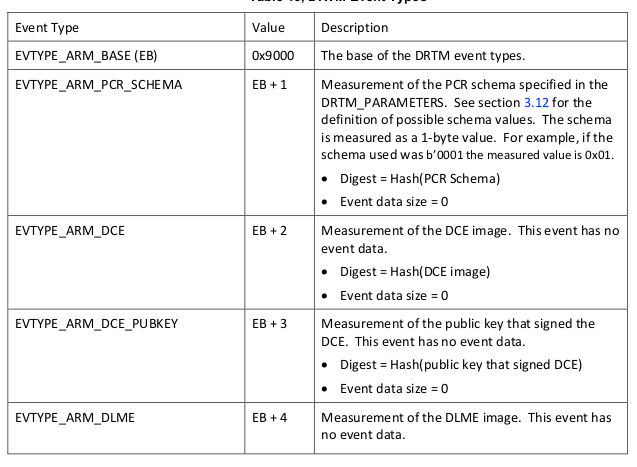 Event Type Value Description
EVTYPE_ARM_BASE (EB) 0x9000 The base of the DRTM event types.
EVTYPE_ARM_PCR_SCHEMA EB + 1 Measurement of the PCR schema specified in the
DRTM_PARAMETERS. See section 3.12 for the
definition of possible schema values. The schema
is measured as a 1-byte value. For example, if the
schema used was b'0001 the measured value is 0x01.
• Digest = Hash(PCR Schema)
• Event data size = 0
EVTYPE_ARM_DCE EB + 2 Measurement of the DCE image. This event has no
event data.
• Digest = Hash(DCE image)
• Event data size = 0
EVTYPE_ARM_DCE_PUBKEY EB + 3 Measurement of the public key that signed the
DCE. This event has no event data.
• Digest = Hash(public key that signed DCE)
• Event data size = 0
EVTYPE_ARM_DLME EB + 4 Measurement of the DLME image. This event has
no event data.